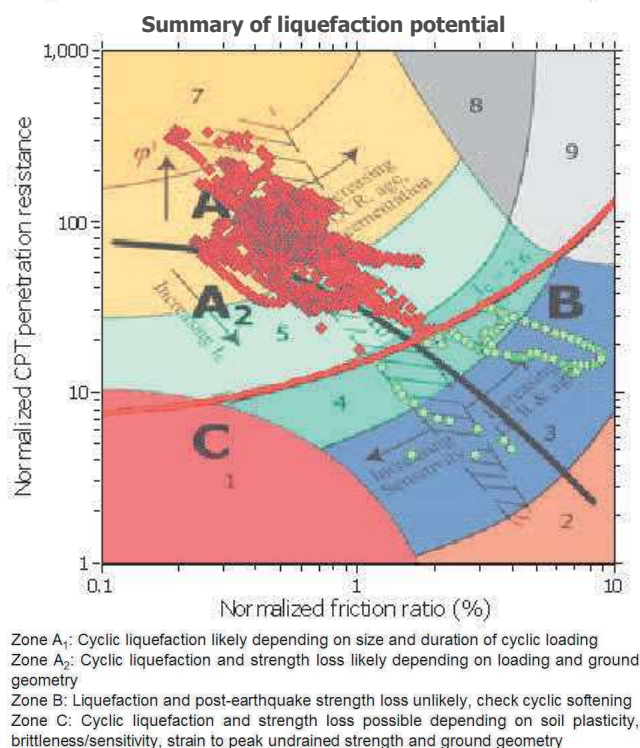 Summary of liquefaction potential
Normalized CPT penetration resistance
1,000
100
10
1
7
8
9
φ'
Increasing
O.C.R, age,
cementation
A
A2
5
Increasing Ic
Ic = 2.6
B
4
Increasing
OCR & age
3
C
1
Increasing
Sensitivity
2
0.1
1
10
Normalized friction ratio (%)
Zone A₁: Cyclic liquefaction likely depending on size and duration of cyclic loading
Zone A₂: Cyclic liquefaction and strength loss likely depending on loading and ground
geometry
Zone B: Liquefaction and post-earthquake strength loss unlikely, check cyclic softening
Zone C: Cyclic liquefaction and strength loss possible depending on soil plasticity,
brittleness/sensitivity, strain to peak undrained strength and ground geometry